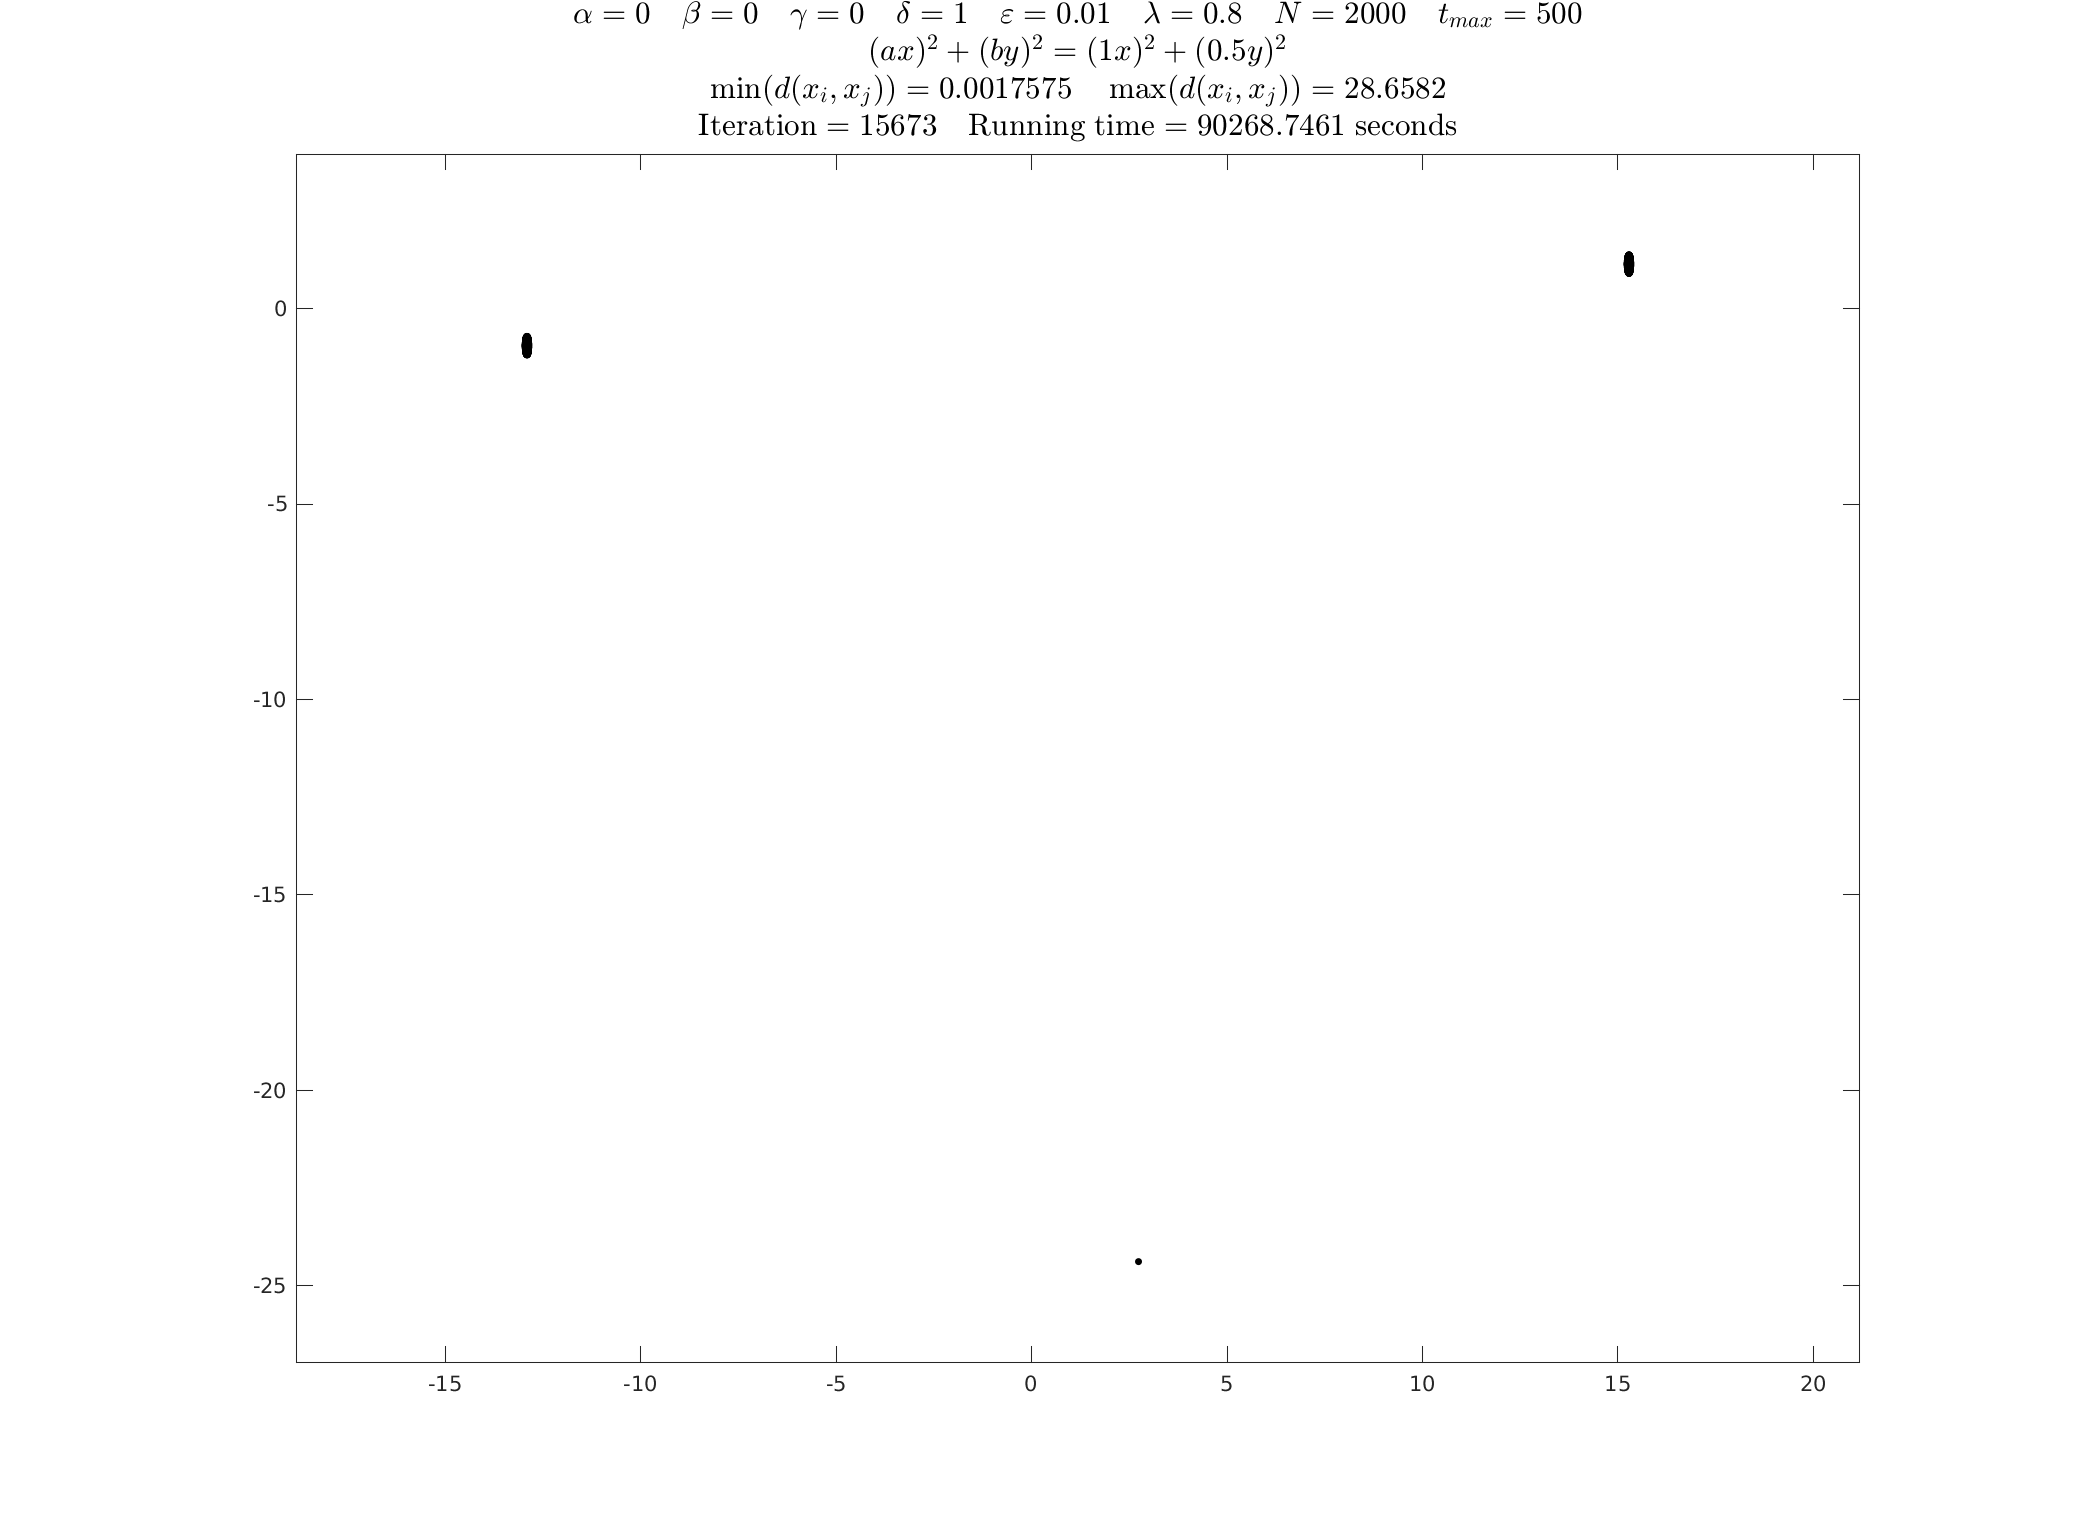 α = 0 β = 0 γ = 0 δ = 1 ε = 0.01 λ = 0.8 N = 2000 t_max = 500
(ax)² + (by)² = (1x)² + (0.5y)²
min(d(x_i, x_j)) = 0.0017575 max(d(x_i, x_j)) = 28.6582
Iteration = 15673 Running time = 90268.7461 seconds
0
-5
-10
-15
-20
-25
-15 -10 -5 0 5 10 15 20